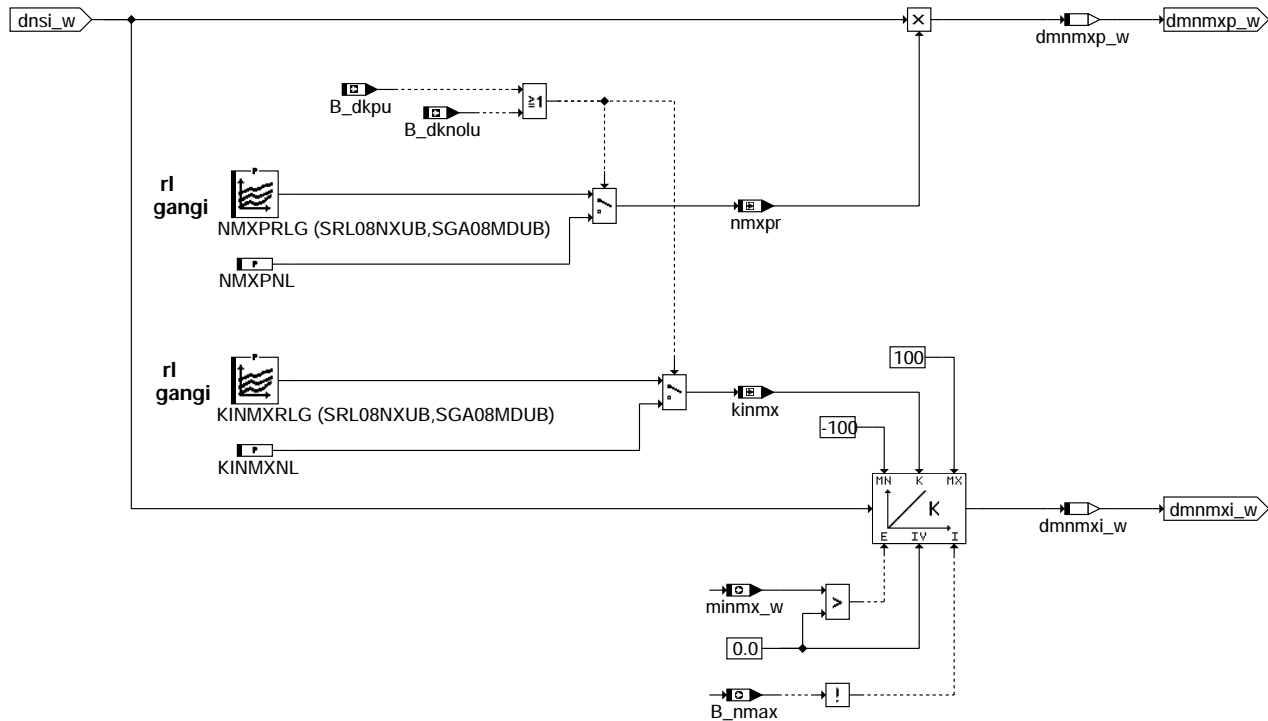 dnsi_w
×
dmnmxp_w
dmnmxp_w
B_dkpu
≧1
B_dknolu
P
rl
gangi
NMXPRLG (SRL08NXUB,SGA08MDUB)
nmxpr
P
NMXPNL
P
rl
gangi
100
KINMXRLG (SRL08NXUB,SGA08MDUB)
kinmx
-100
P
KINMXNL
MN K MX
K
E IV I
dmnmxi_w
dmnmxi_w
minmx_w
>
0.0
B_nmax
!